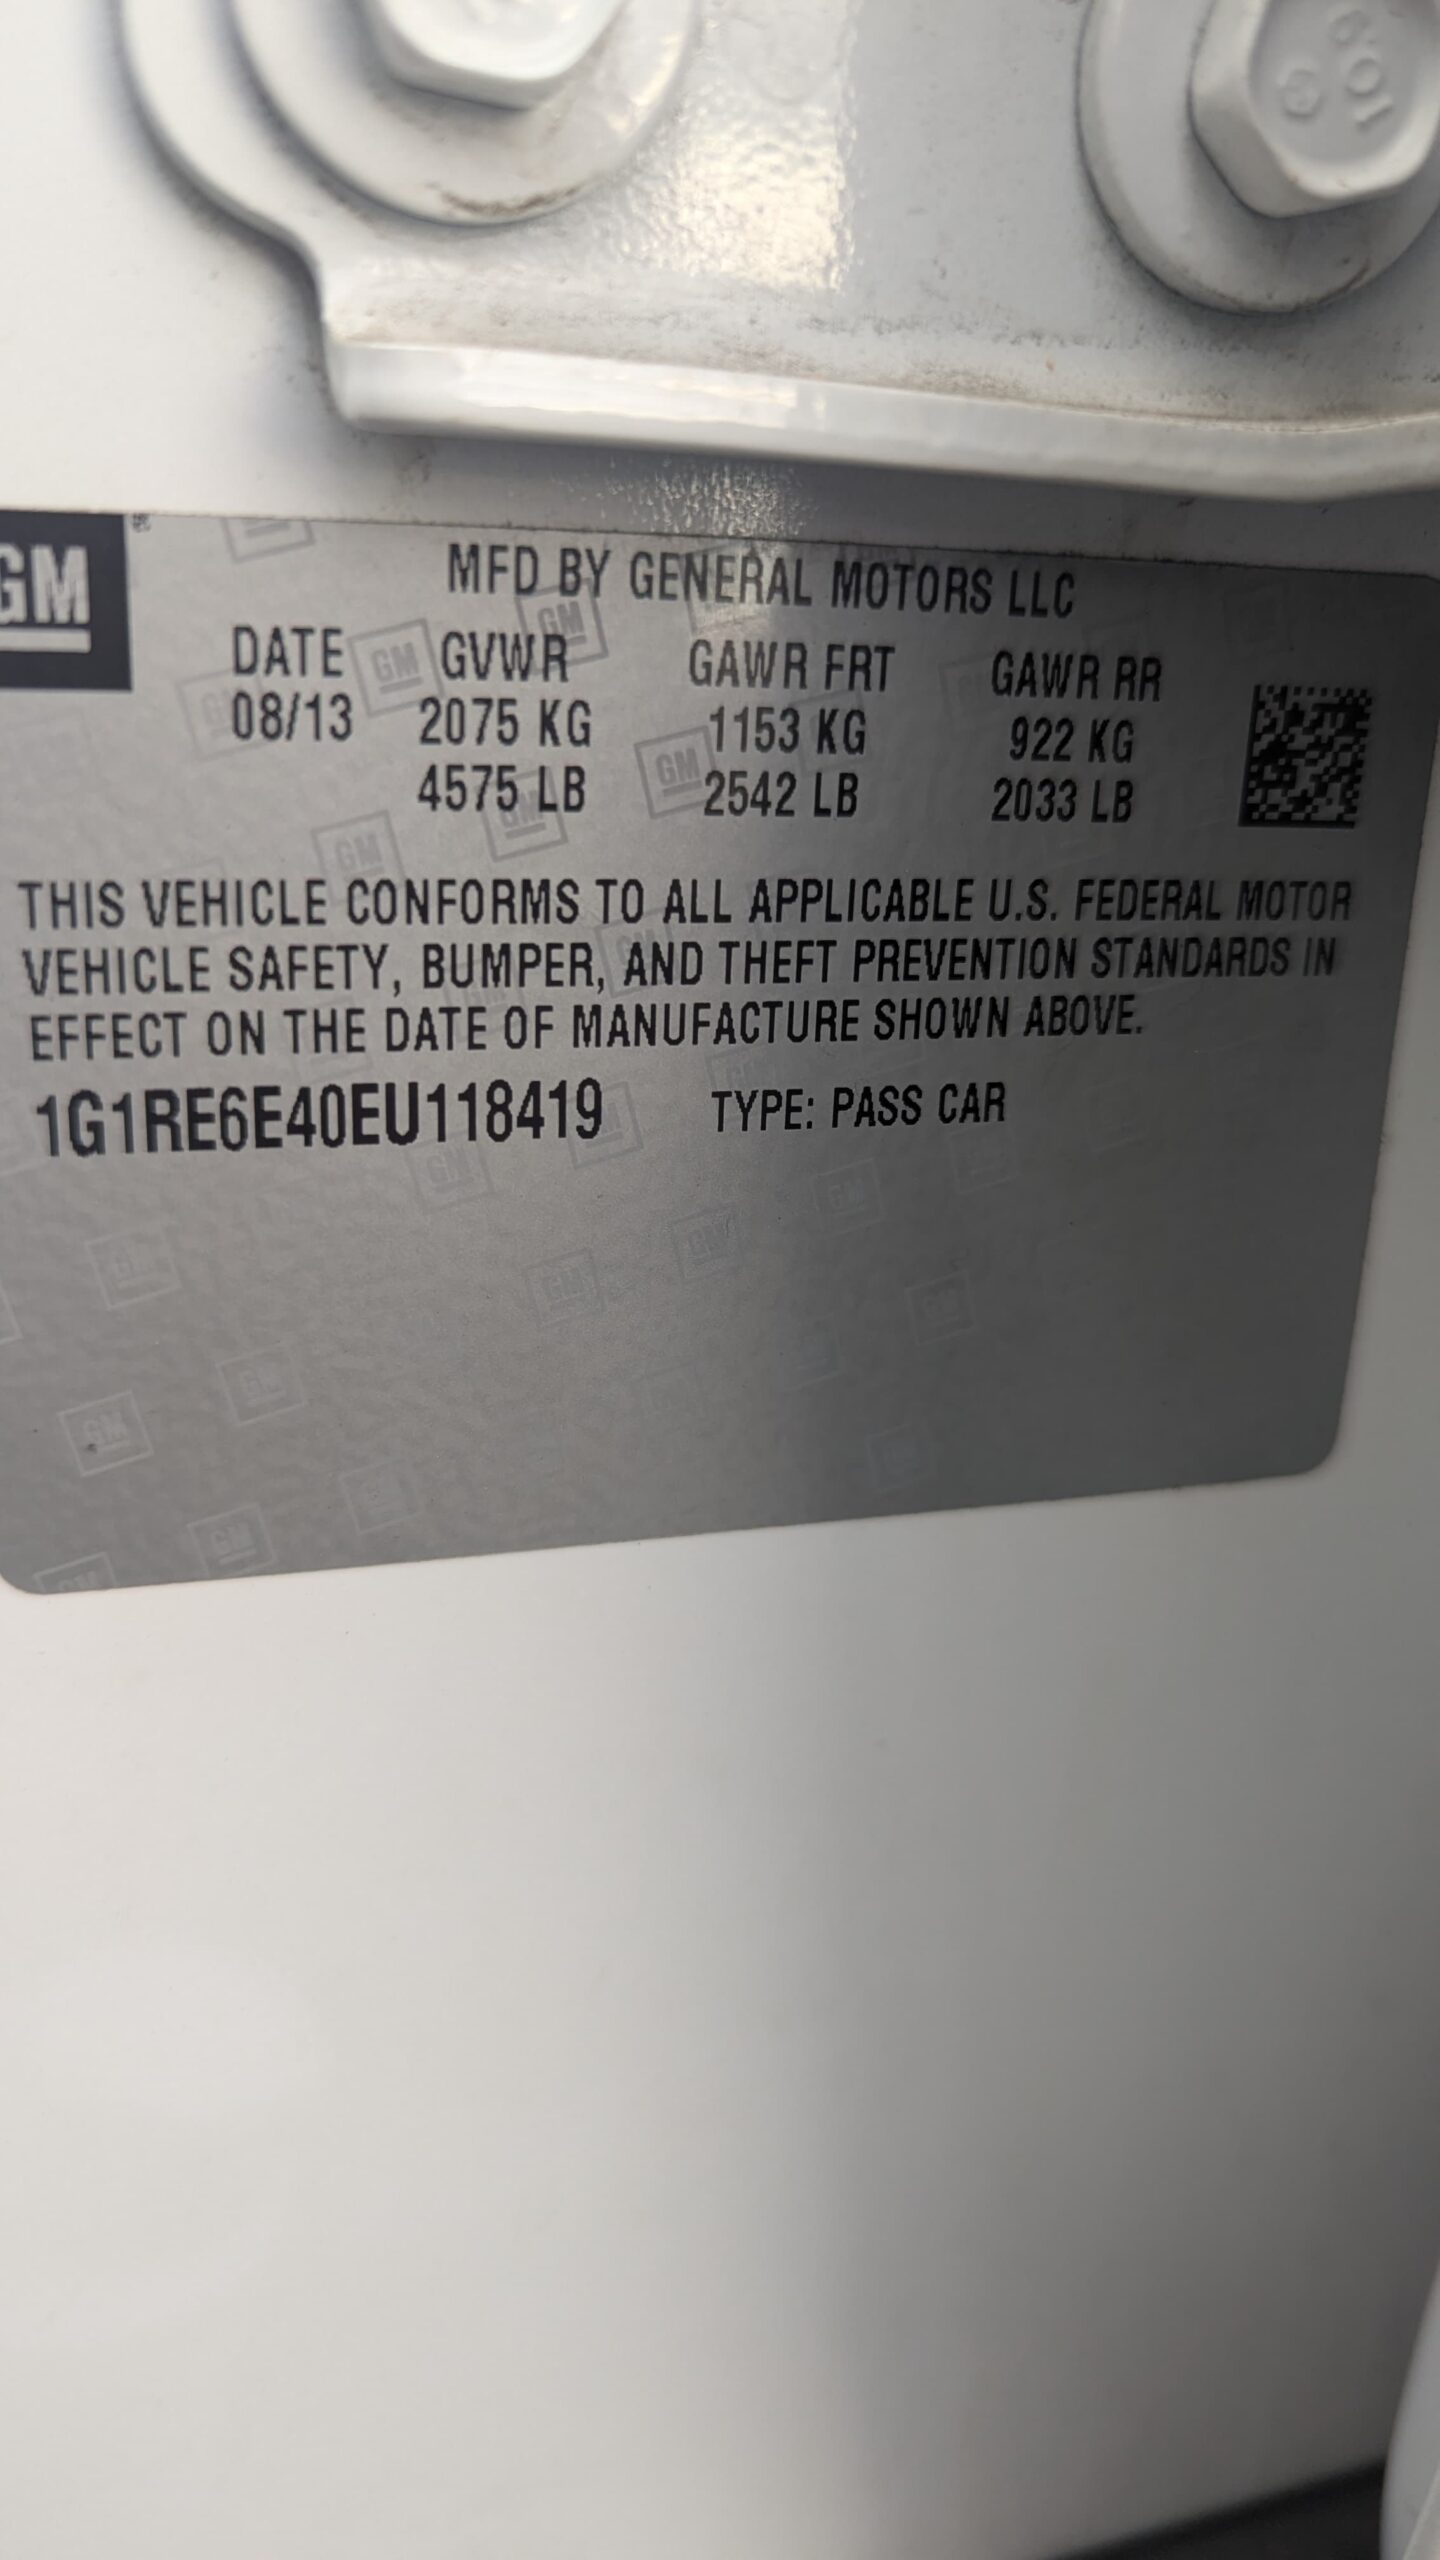 10.9
GM
MFD BY GENERAL MOTORS LLC
DATE GVWR GAWR FRT GAWR RR
08/13 2075 KG 1153 KG 922 KG
4575 LB 2542 LB 2033 LB
THIS VEHICLE CONFORMS TO ALL APPLICABLE U.S. FEDERAL MOTOR
VEHICLE SAFETY, BUMPER, AND THEFT PREVENTION STANDARDS IN
EFFECT ON THE DATE OF MANUFACTURE SHOWN ABOVE.
1G1RE6E40EU118419 TYPE: PASS CAR